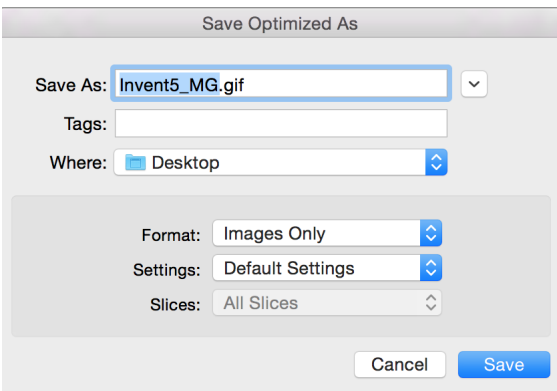 Save Optimized As
Save As: Invent5_MG.gif
Tags:
Where: Desktop
Format: Images Only
Settings: Default Settings
Slices: All Slices
Cancel Save